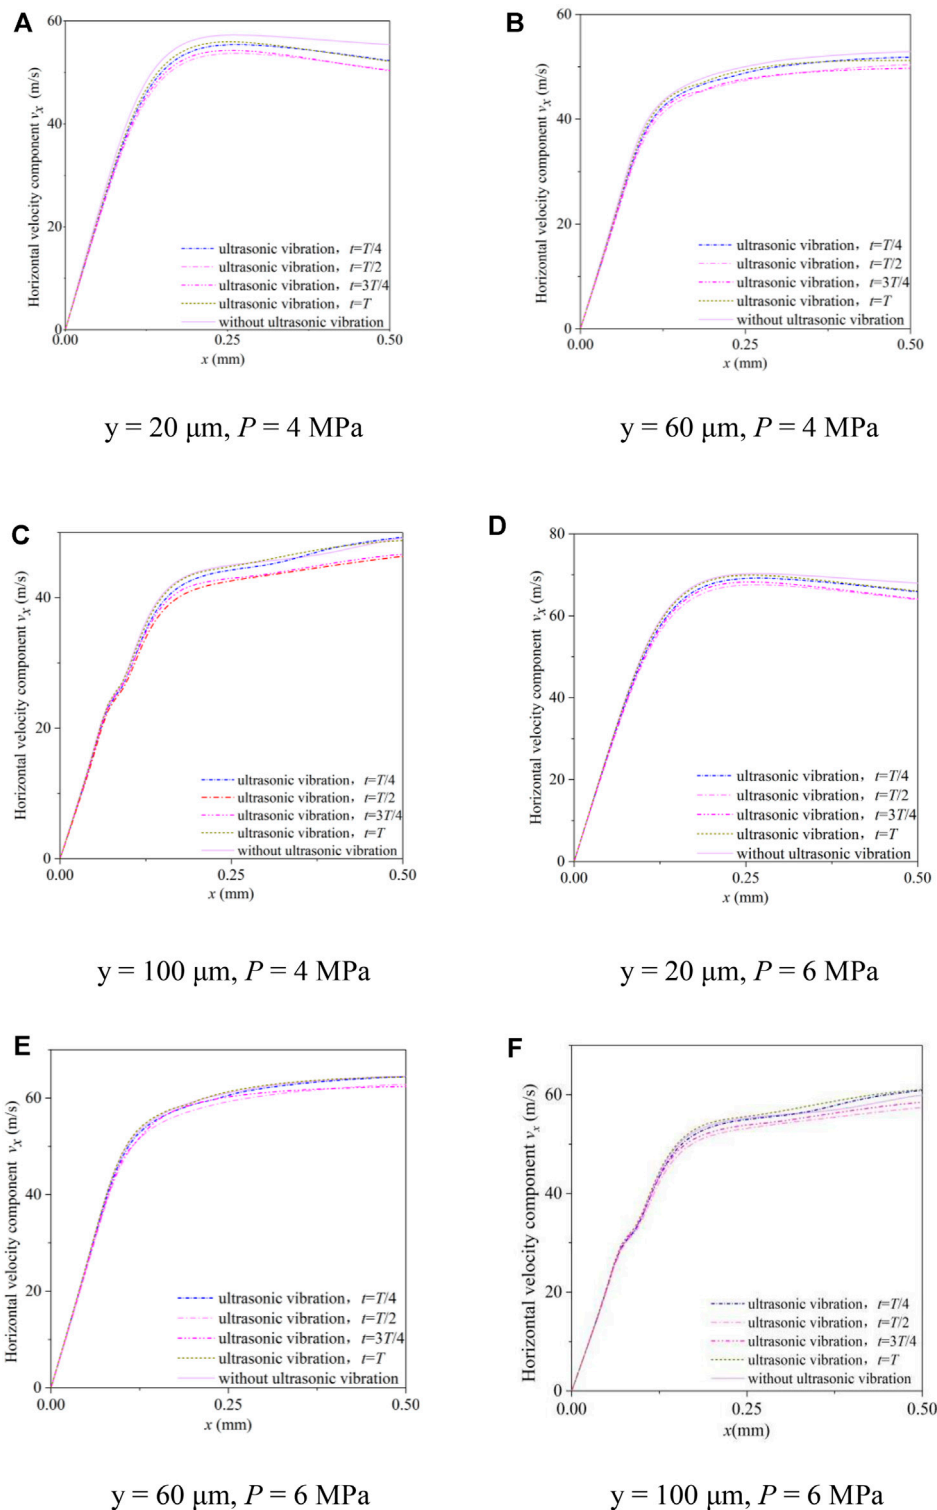 A
Horizontal velocity component vx (m/s)
60
40
20
0
ultrasonic vibration, t=T/4
ultrasonic vibration, t=T/2
ultrasonic vibration, t=3T/4
ultrasonic vibration, t=T
without ultrasonic vibration
0.00
0.25
0.50
x (mm)
y = 20 μm, P = 4 MPa
B
Horizontal velocity component vx (m/s)
60
40
20
0
ultrasonic vibration, t=T/4
ultrasonic vibration, t=T/2
ultrasonic vibration, t=3T/4
ultrasonic vibration, t=T
without ultrasonic vibration
0.00
0.25
0.50
x (mm)
y = 60 μm, P = 4 MPa
C
Horizontal velocity component vx (m/s)
40
20
0
ultrasonic vibration, t=T/4
ultrasonic vibration, t=T/2
ultrasonic vibration, t=3T/4
ultrasonic vibration, t=T
without ultrasonic vibration
0.00
0.25
0.50
x (mm)
y = 100 μm, P = 4 MPa
D
Horizontal velocity component vx (m/s)
80
60
40
20
0
ultrasonic vibration, t=T/4
ultrasonic vibration, t=T/2
ultrasonic vibration, t=3T/4
ultrasonic vibration, t=T
without ultrasonic vibration
0.00
0.25
0.50
x (mm)
y = 20 μm, P = 6 MPa
E
Horizontal velocity component vx (m/s)
60
40
20
0
ultrasonic vibration, t=T/4
ultrasonic vibration, t=T/2
ultrasonic vibration, t=3T/4
ultrasonic vibration, t=T
without ultrasonic vibration
0.00
0.25
0.50
x (mm)
y = 60 μm, P = 6 MPa
F
Horizontal velocity component vx (m/s)
60
40
20
0
ultrasonic vibration, t=T/4
ultrasonic vibration, t=T/2
ultrasonic vibration, t=3T/4
ultrasonic vibration, t=T
without ultrasonic vibration
0.00
0.25
0.50
x(mm)
y = 100 μm, P = 6 MPa